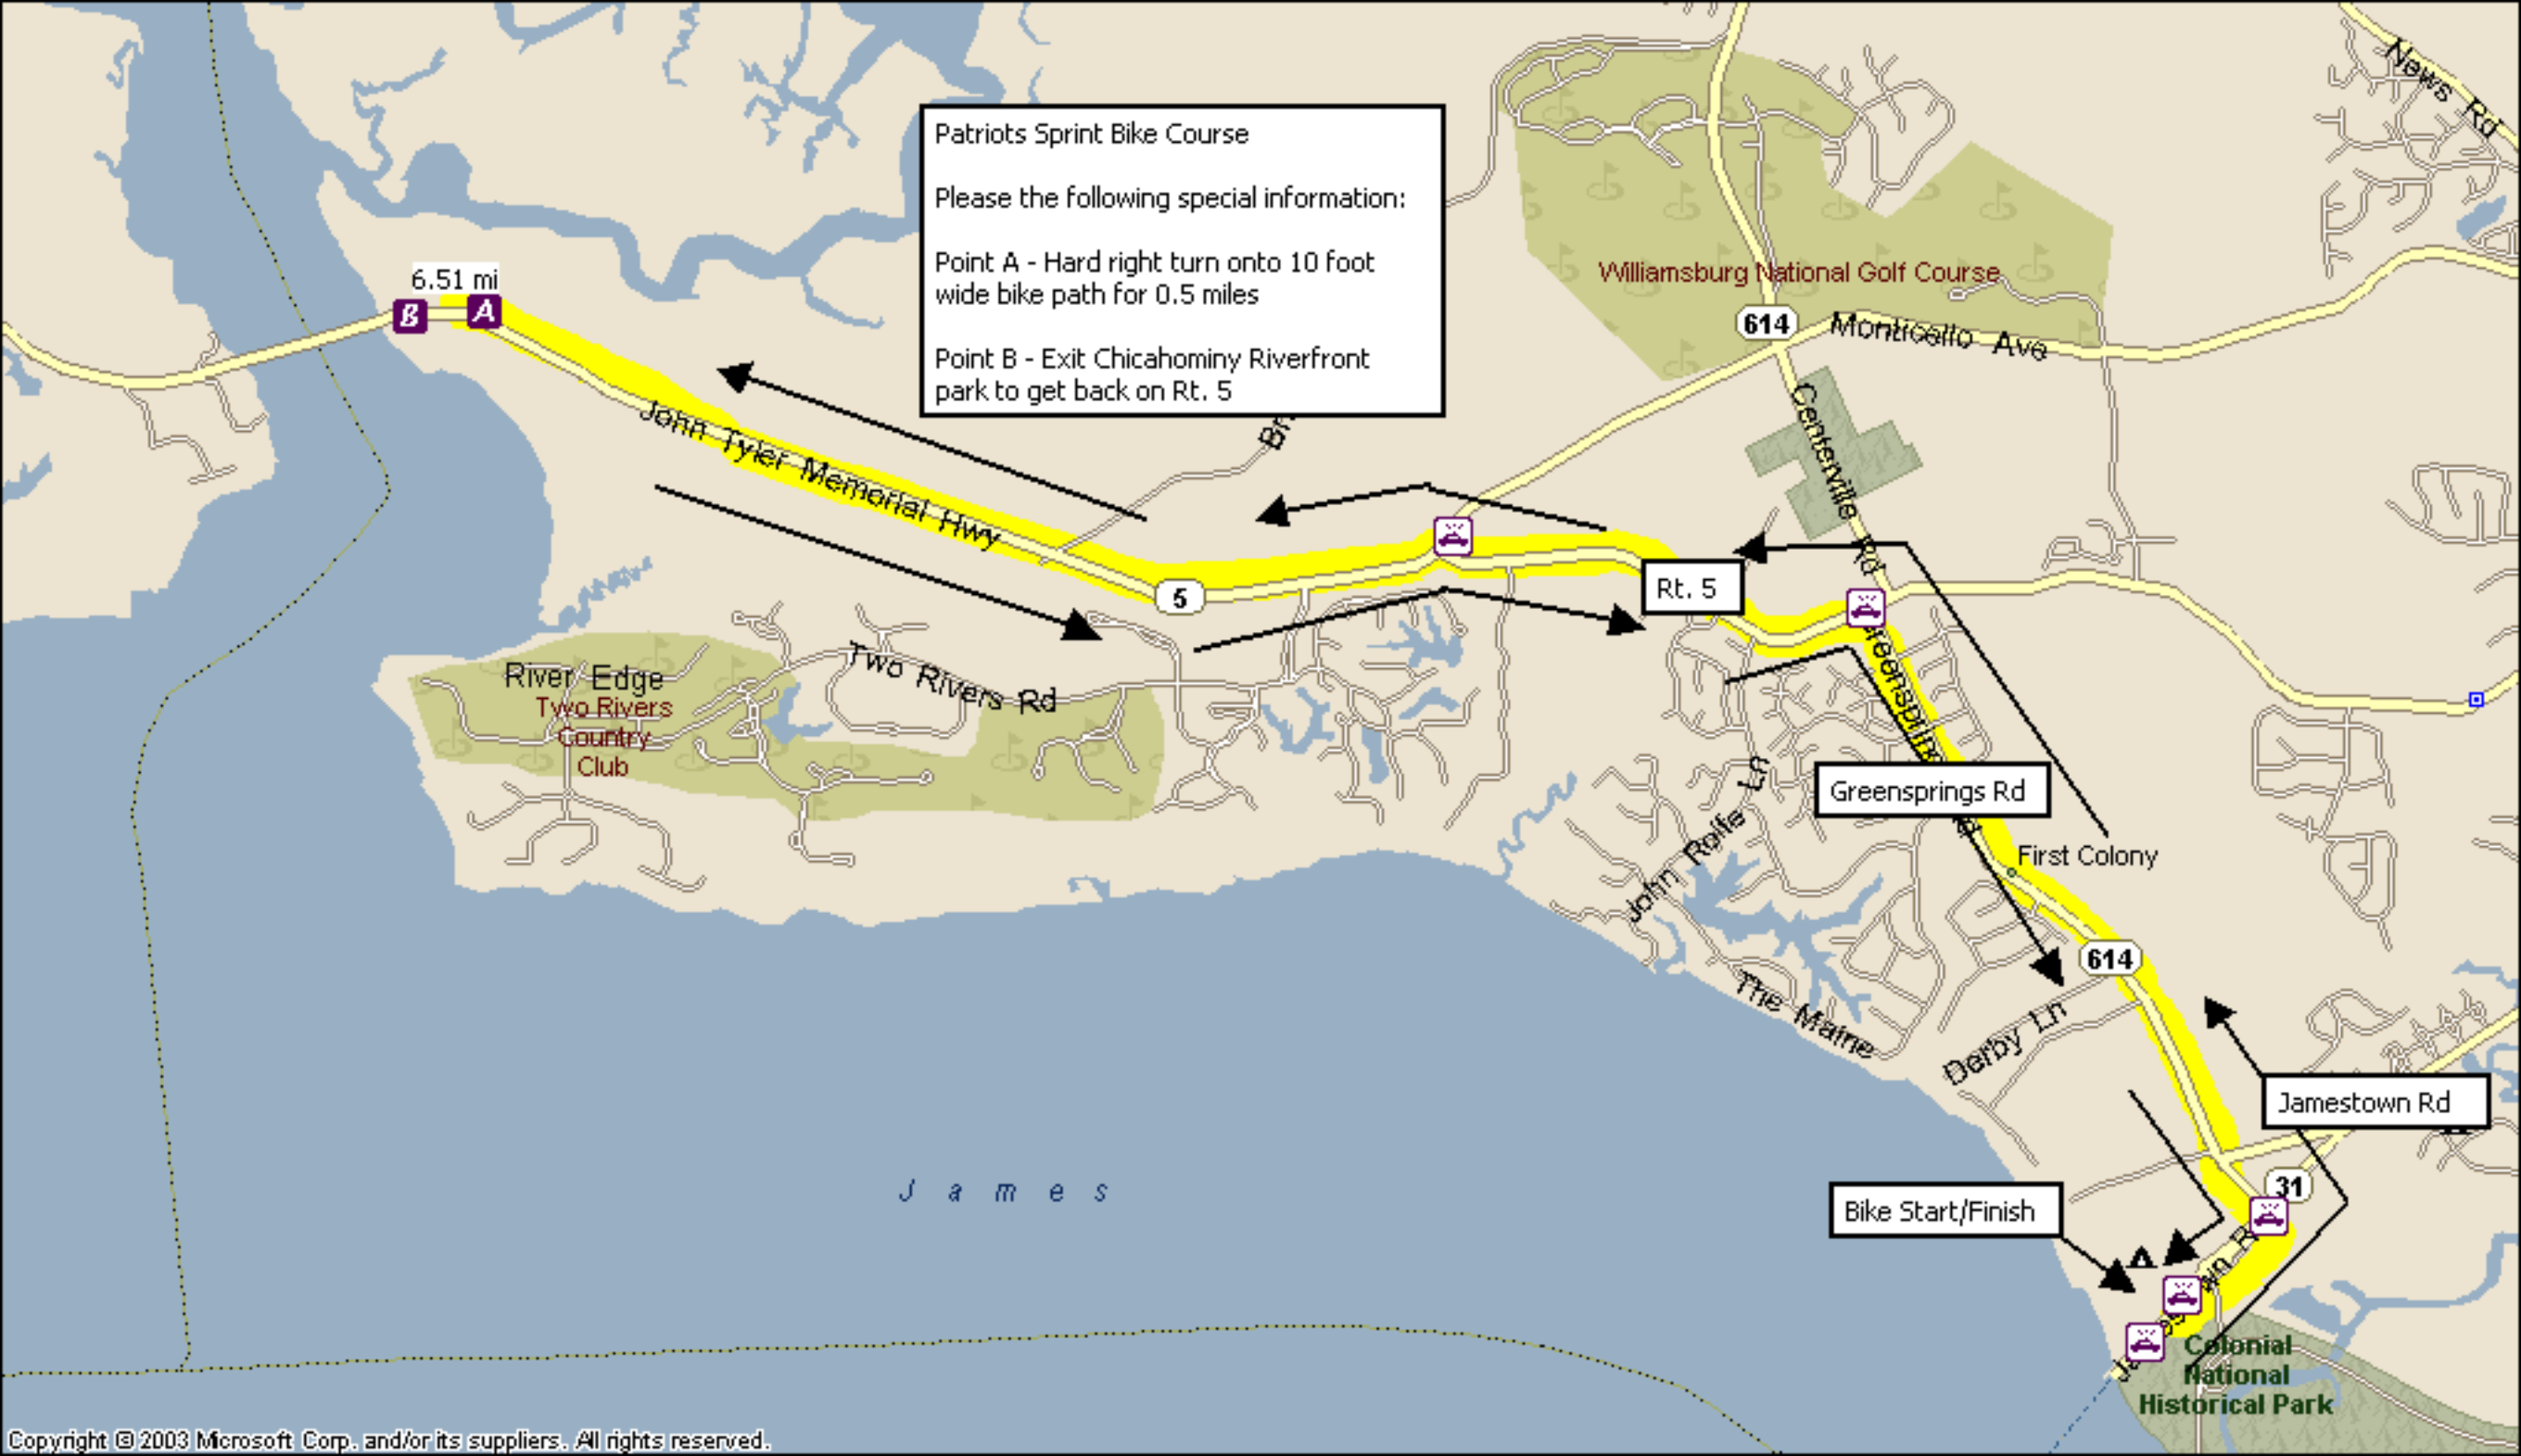 News Rd
Patriots Sprint Bike Course
Please the following special information:
Point A - Hard right turn onto 10 foot
wide bike path for 0.5 miles
Point B - Exit Chicahominy Riverfront
park to get back on Rt. 5
6.51 mi
B
A
Williamsburg National Golf Course
614
Monticello Ave
Centerville Rd
John Tyler Memorial Hwy
Br
5
Rt. 5
River Edge
Two Rivers
Country
Club
Two Rivers Rd
Greensprings Rd
John Rolfe Ln
First Colony
614
The Maine
Derby Ln
Jamestown Rd
31
Bike Start/Finish
James
Colonial
National
Historical Park
Copyright © 2003 Microsoft Corp. and/or its suppliers. All rights reserved.